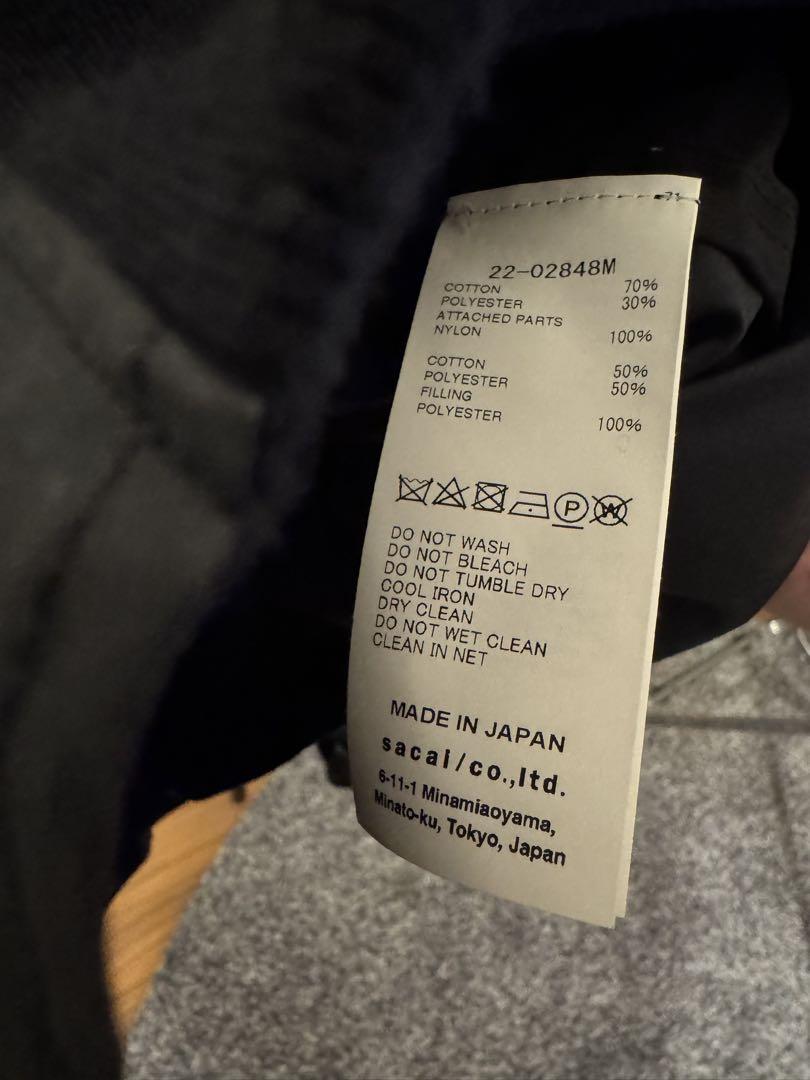 22-02848M
COTTON 70%
POLYESTER 30%
ATTACHED PARTS
NYLON 100%
COTTON 50%
POLYESTER 50%
FILLING
POLYESTER 100%
P W
DO NOT WASH
DO NOT BLEACH
DO NOT TUMBLE DRY
COOL IRON
DRY CLEAN
DO NOT WET CLEAN
CLEAN IN NET
MADE IN JAPAN
sacai/co.,ltd.
6-11-1 Minamiaoyama,
Minato-ku, Tokyo, Japan